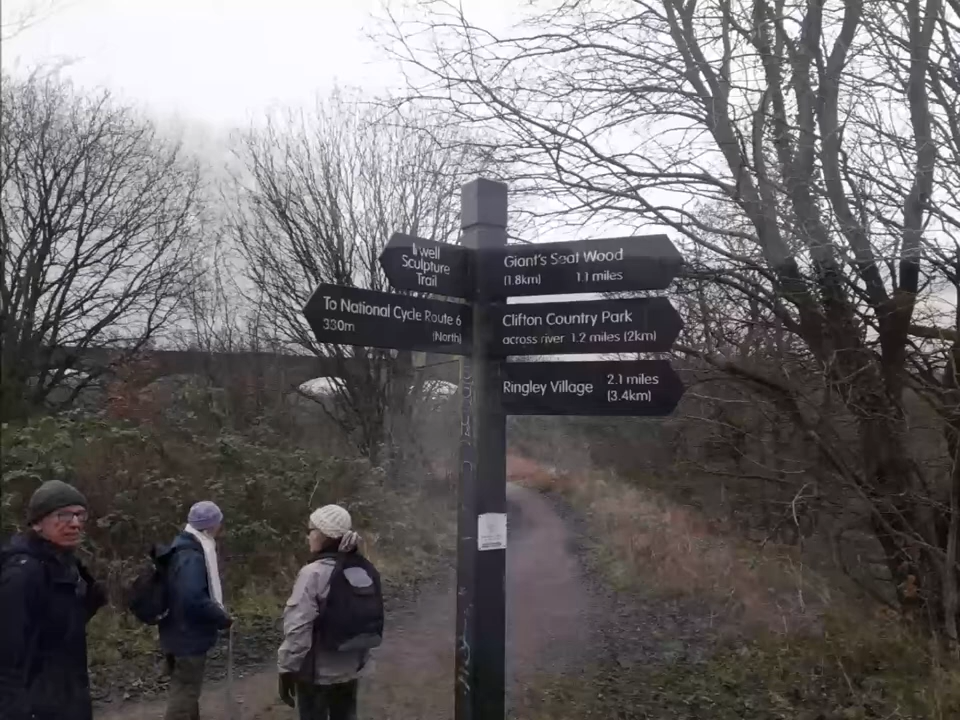 Irwell
Sculpture
Trail
To National Cycle Route 6
330m
(North)
Giant's Seat Wood
(1.8km) 1.1 miles
Clifton Country Park
across river 1.2 miles (2km)
Ringley Village 2.1 miles
(3.4km)